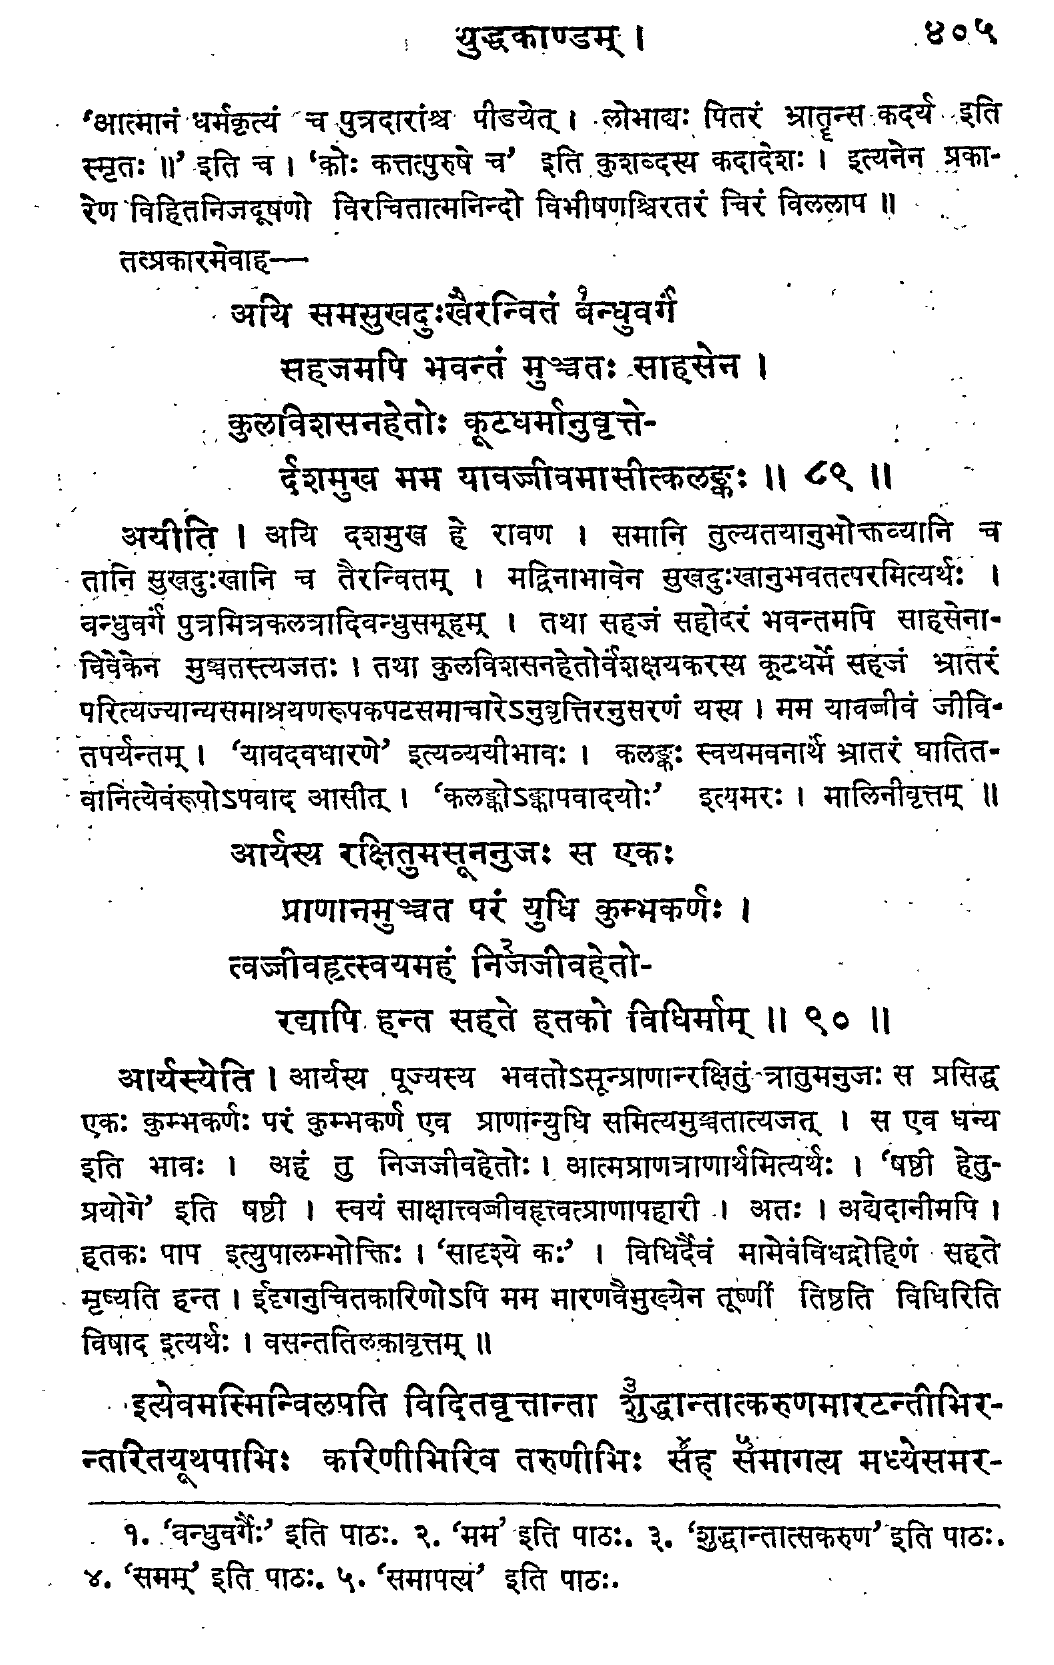 युद्धकाण्डम् । ४०५
'आत्मानं धर्मकृत्यं च पुत्रदारांश्च पीडयेत् । लोभाद्यः पितरं भ्रातॄन्स कदर्य इति
स्मृतः ॥' इति च । 'कोः कत्तत्पुरुषे च' इति कुशब्दस्य कदादेशः । इत्यनेन प्रका-
रेण विहितनिजदूषणो विरचितात्मनिन्दो विभीषणश्चिरतरं चिरं विललाप ॥
तत्प्रकारमेवाह—
अयि समसुखदुःखैरन्वितं बन्धुवर्गं१
सहजमपि भवन्तं मुञ्चतः साहसेन ।
कुलविशसनहेतोः कूटधर्मानुवृत्ते-
र्दशमुख मम यावज्जीवमासीत्कलङ्कः ॥ ८९ ॥
अयीति । अयि दशमुख हे रावण । समानि तुल्यतयानुभोक्तव्यानि च
तानि सुखदुःखानि च तैरन्वितम् । मद्विनाभावेन सुखदुःखानुभवतत्परमित्यर्थः ।
बन्धुवर्गं पुत्रमित्रकलत्रादिबन्धुसमूहम् । तथा सहजं सहोदरं भवन्तमपि साहसेना-
विवेकेन मुञ्चतस्त्यजतः । तथा कुलविशसनहेतोर्वंशक्षयकरस्य कूटधर्मे सहजं भ्रातरं
परित्यज्यान्यसमाश्रयणरूपकपटसमाचारेऽनुवृत्तिरनुसरणं यस्य । मम यावज्जीवं जीवि-
तपर्यन्तम् । 'यावदवधारणे' इत्यव्ययीभावः । कलङ्कः स्वयमवनार्थं भ्रातरं घातित-
वानित्येवंरूपोऽपवाद आसीत् । 'कलङ्कोऽङ्कापवादयोः' इत्यमरः । मालिनीवृत्तम् ॥
आर्यस्य रक्षितुमसूननुजः स एकः
प्राणानमुञ्चत परं युधि कुम्भकर्णः ।
त्वज्जीवहृत्स्वयमहं निज२जीवहेतो-
रद्यापि हन्त सहते हतको विधिर्माम् ॥ ९० ॥
आर्यस्येति । आर्यस्य पूज्यस्य भवतोऽसून्प्राणान्रक्षितुं त्रातुमनुजः स प्रसिद्ध
एकः कुम्भकर्णः परं कुम्भकर्ण एव प्राणान्युधि समित्यमुञ्चतात्यजत् । स एव धन्य
इति भावः । अहं तु निजजीवहेतोः । आत्मप्राणत्राणार्थमित्यर्थः । 'षष्ठी हेतु-
प्रयोगे' इति षष्टी । स्वयं साक्षात्त्वज्जीवहृत्त्वत्प्राणापहारी । अतः । अद्येदानीमपि ।
हतकः पाप इत्युपालम्भोक्तिः । 'सादृश्ये कः' । विधिर्दैवं मामेवंविधद्रोहिणं सहते
मृष्यति हन्त । ईदृगनुचितकारिणोऽपि मम मारणवैमुख्येन तूष्णीं तिष्ठति विधिरिति
विषाद इत्यर्थः । वसन्ततिलकावृत्तम् ॥
इत्येवमस्मिन्विलपति विदितवृत्तान्ता शु३द्धान्तात्करुणमारटन्तीभिर-
न्तरितयूथपाभिः कारिणीभिरिव तरुणीभिः स४ह स५मागत्य मध्येसमर-
१. 'बन्धुवर्गैः' इति पाठः. २. 'मम' इति पाठः. ३. 'शुद्धान्तात्सकरुण' इति पाठः.
४. 'समम्' इति पाठः. ५. 'समापत्य' इति पाठः.